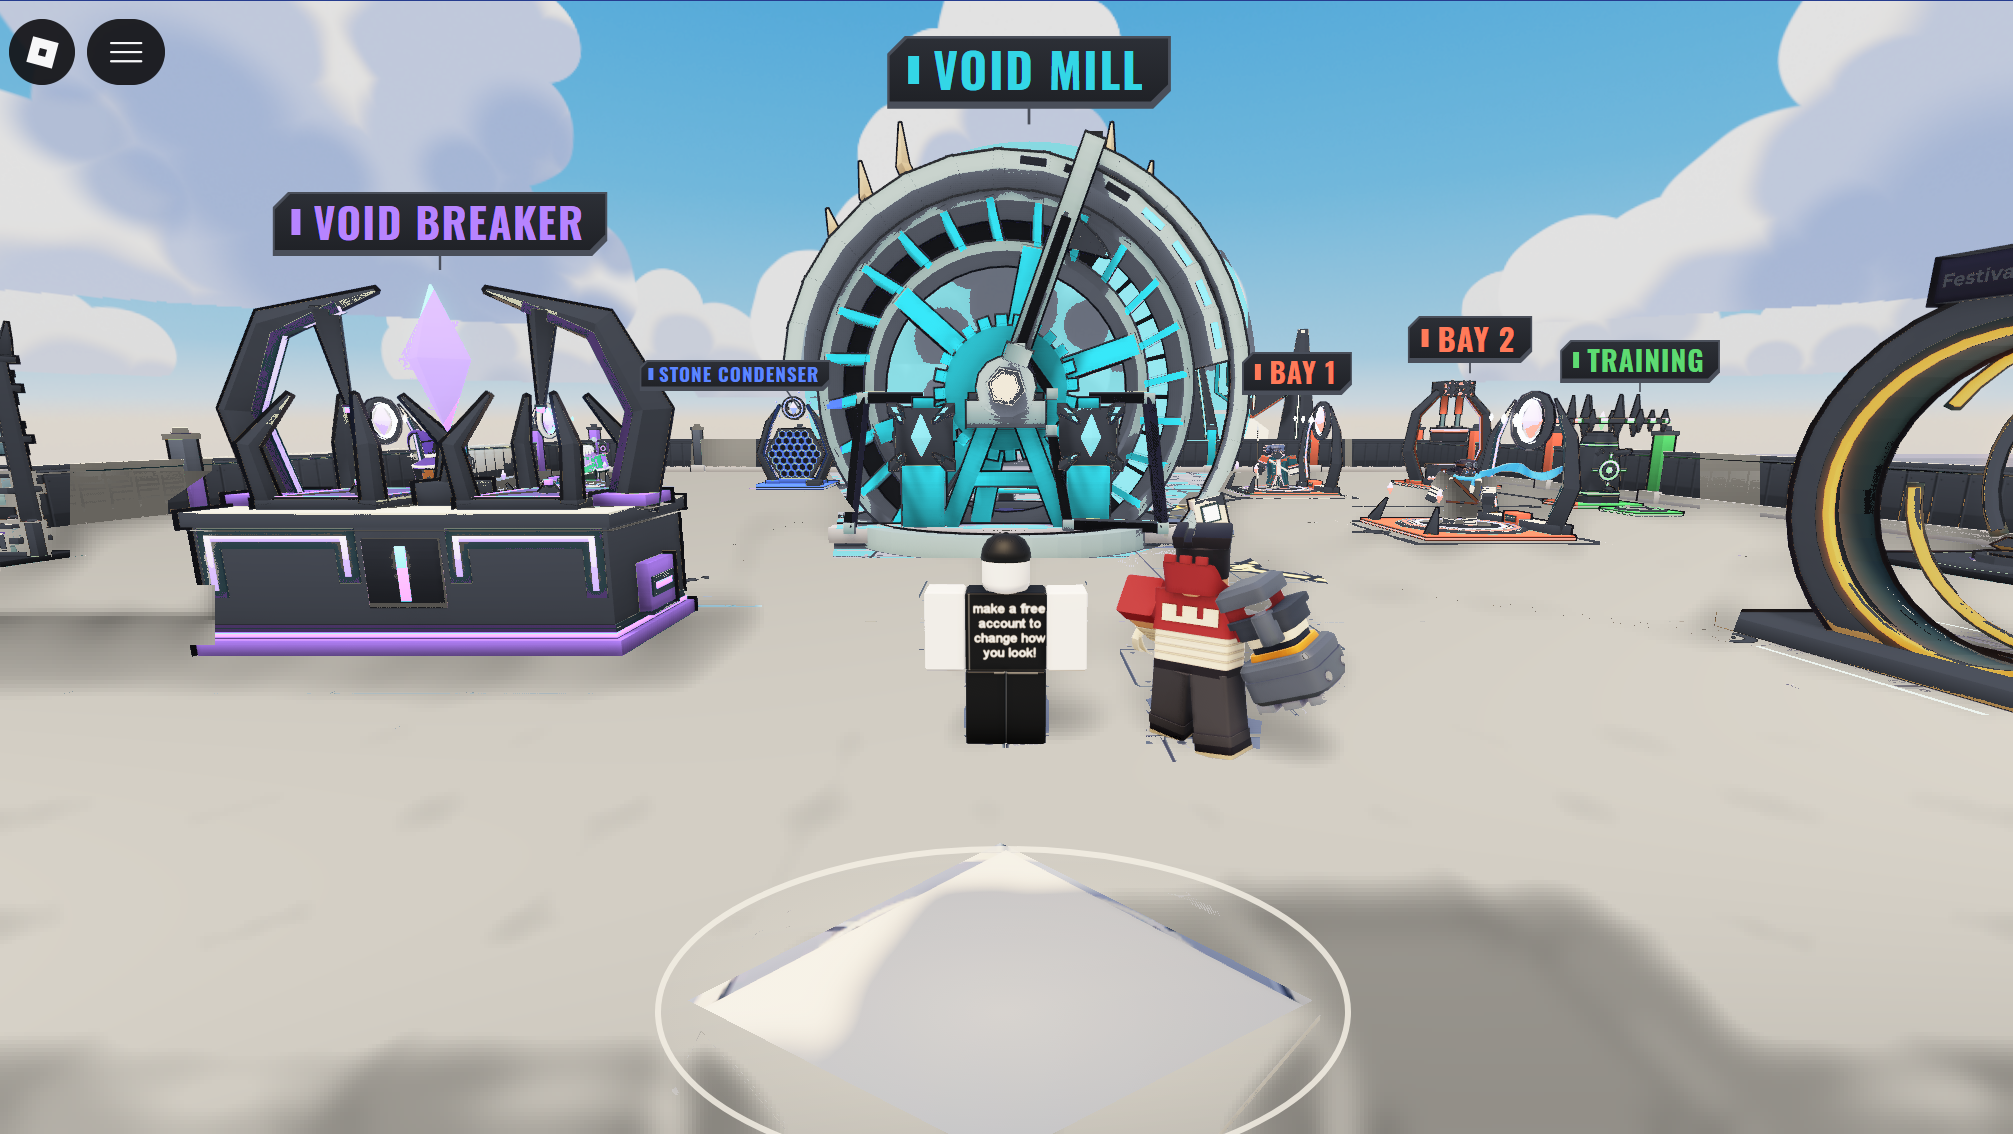 VOID MILL
VOID BREAKER
STONE CONDENSER
BAY 1
BAY 2
TRAINING
Festiva
make a free
account to
change how
you look!